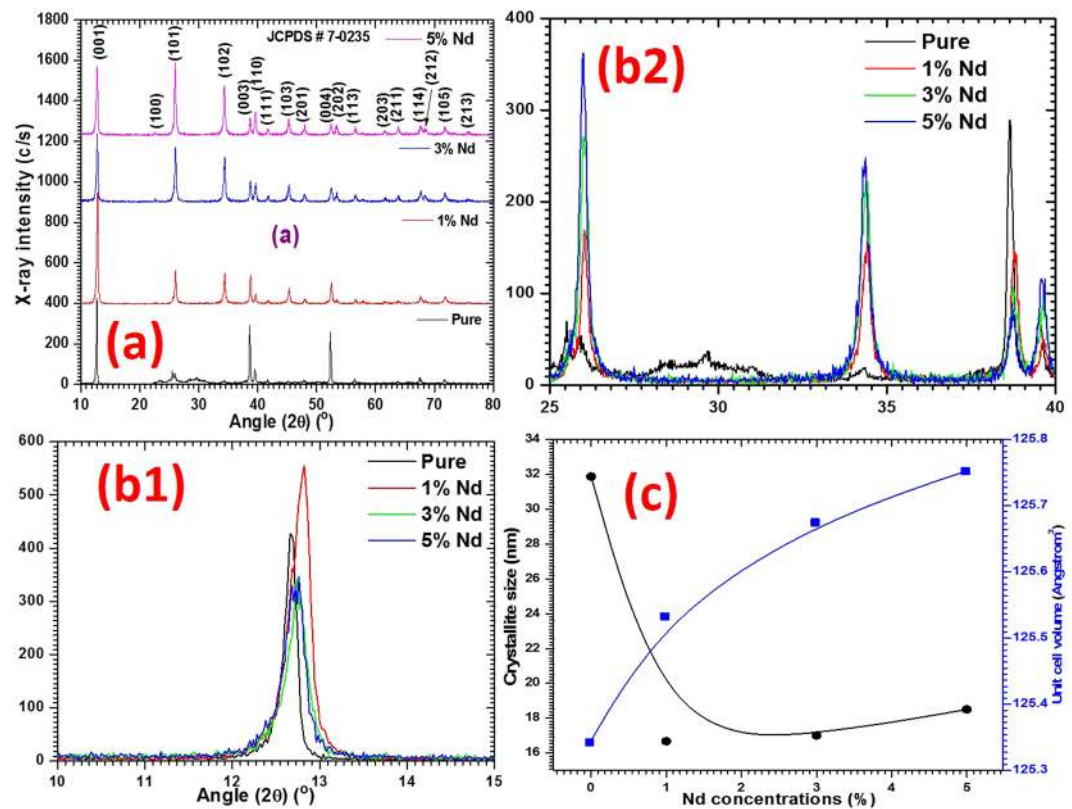 JCPDS # 7-0235
5% Nd
(001)
(100)
(101)
(102)
(003)
(110)
(111)
(103)
(201)
(004)
(202)
(113)
(203)
(211)
(114)
(212)
(105)
(213)
3% Nd
1% Nd
(a)
Pure
(a)
1800
1600
1400
1200
1000
800
600
400
200
0
X-ray intensity (c/s)
10 20 30 40 50 60 70 80
Angle (2θ) (°)
(b2)
Pure
1% Nd
3% Nd
5% Nd
400
300
200
100
0
25 30 35 40
(b1)
Pure
1% Nd
3% Nd
5% Nd
600
500
400
300
200
100
0
10 11 12 13 14 15
Angle (2θ) (°)
(c)
34
32
30
28
26
24
22
20
18
16
Crystallite size (nm)
125.8
125.7
125.6
125.5
125.4
125.3
Unit cell volume (Angstrom³)
0 1 2 3 4 5
Nd concentrations (%)